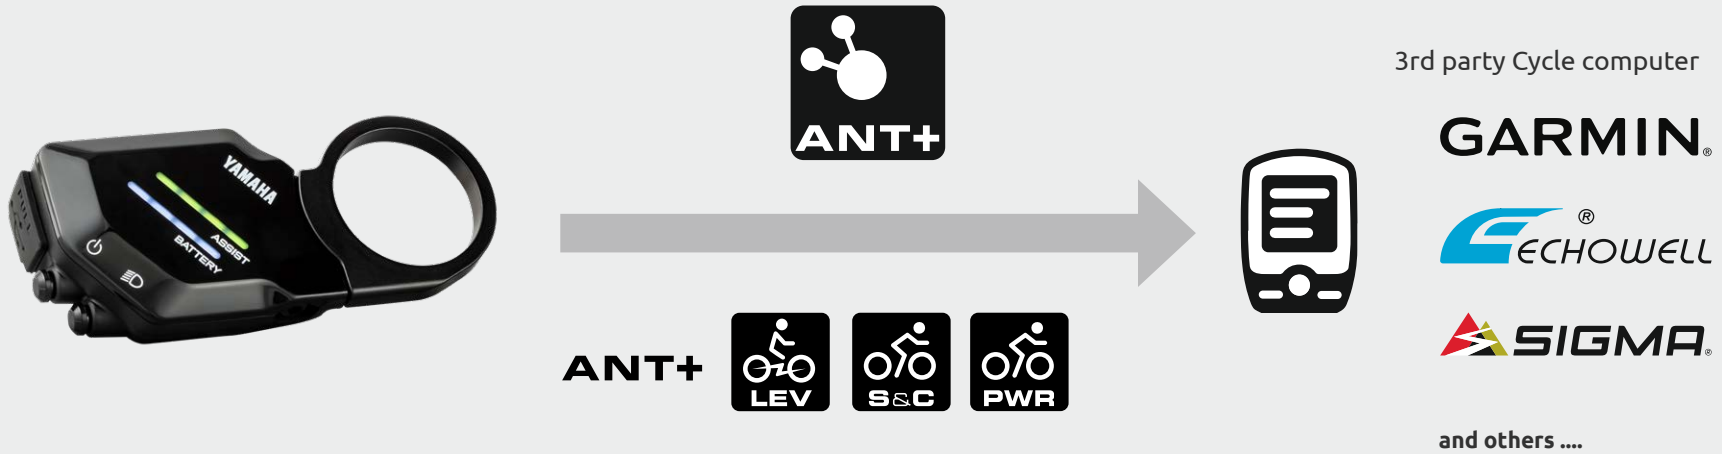 ANT+
3rd party Cycle computer
GARMIN®
YAMAHA
ASSIST
BATTERY
ECHOWELL®
SIGMA®
ANT+
LEV
S&C
PWR
and others ....